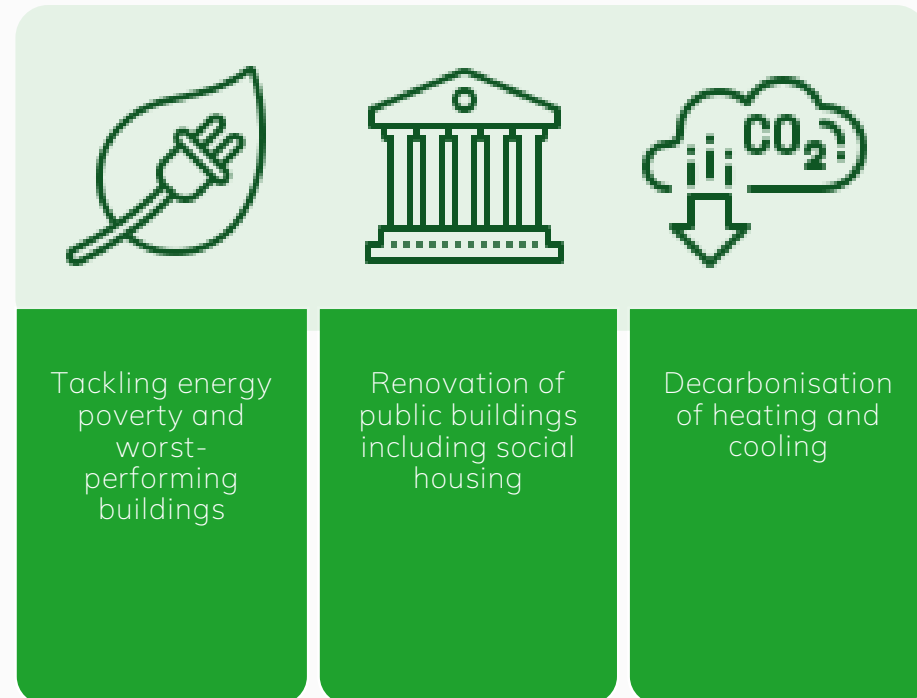 CO₂
Tackling energy
poverty and
worst-
performing
buildings
Renovation of
public buildings
including social
housing
Decarbonisation
of heating and
cooling